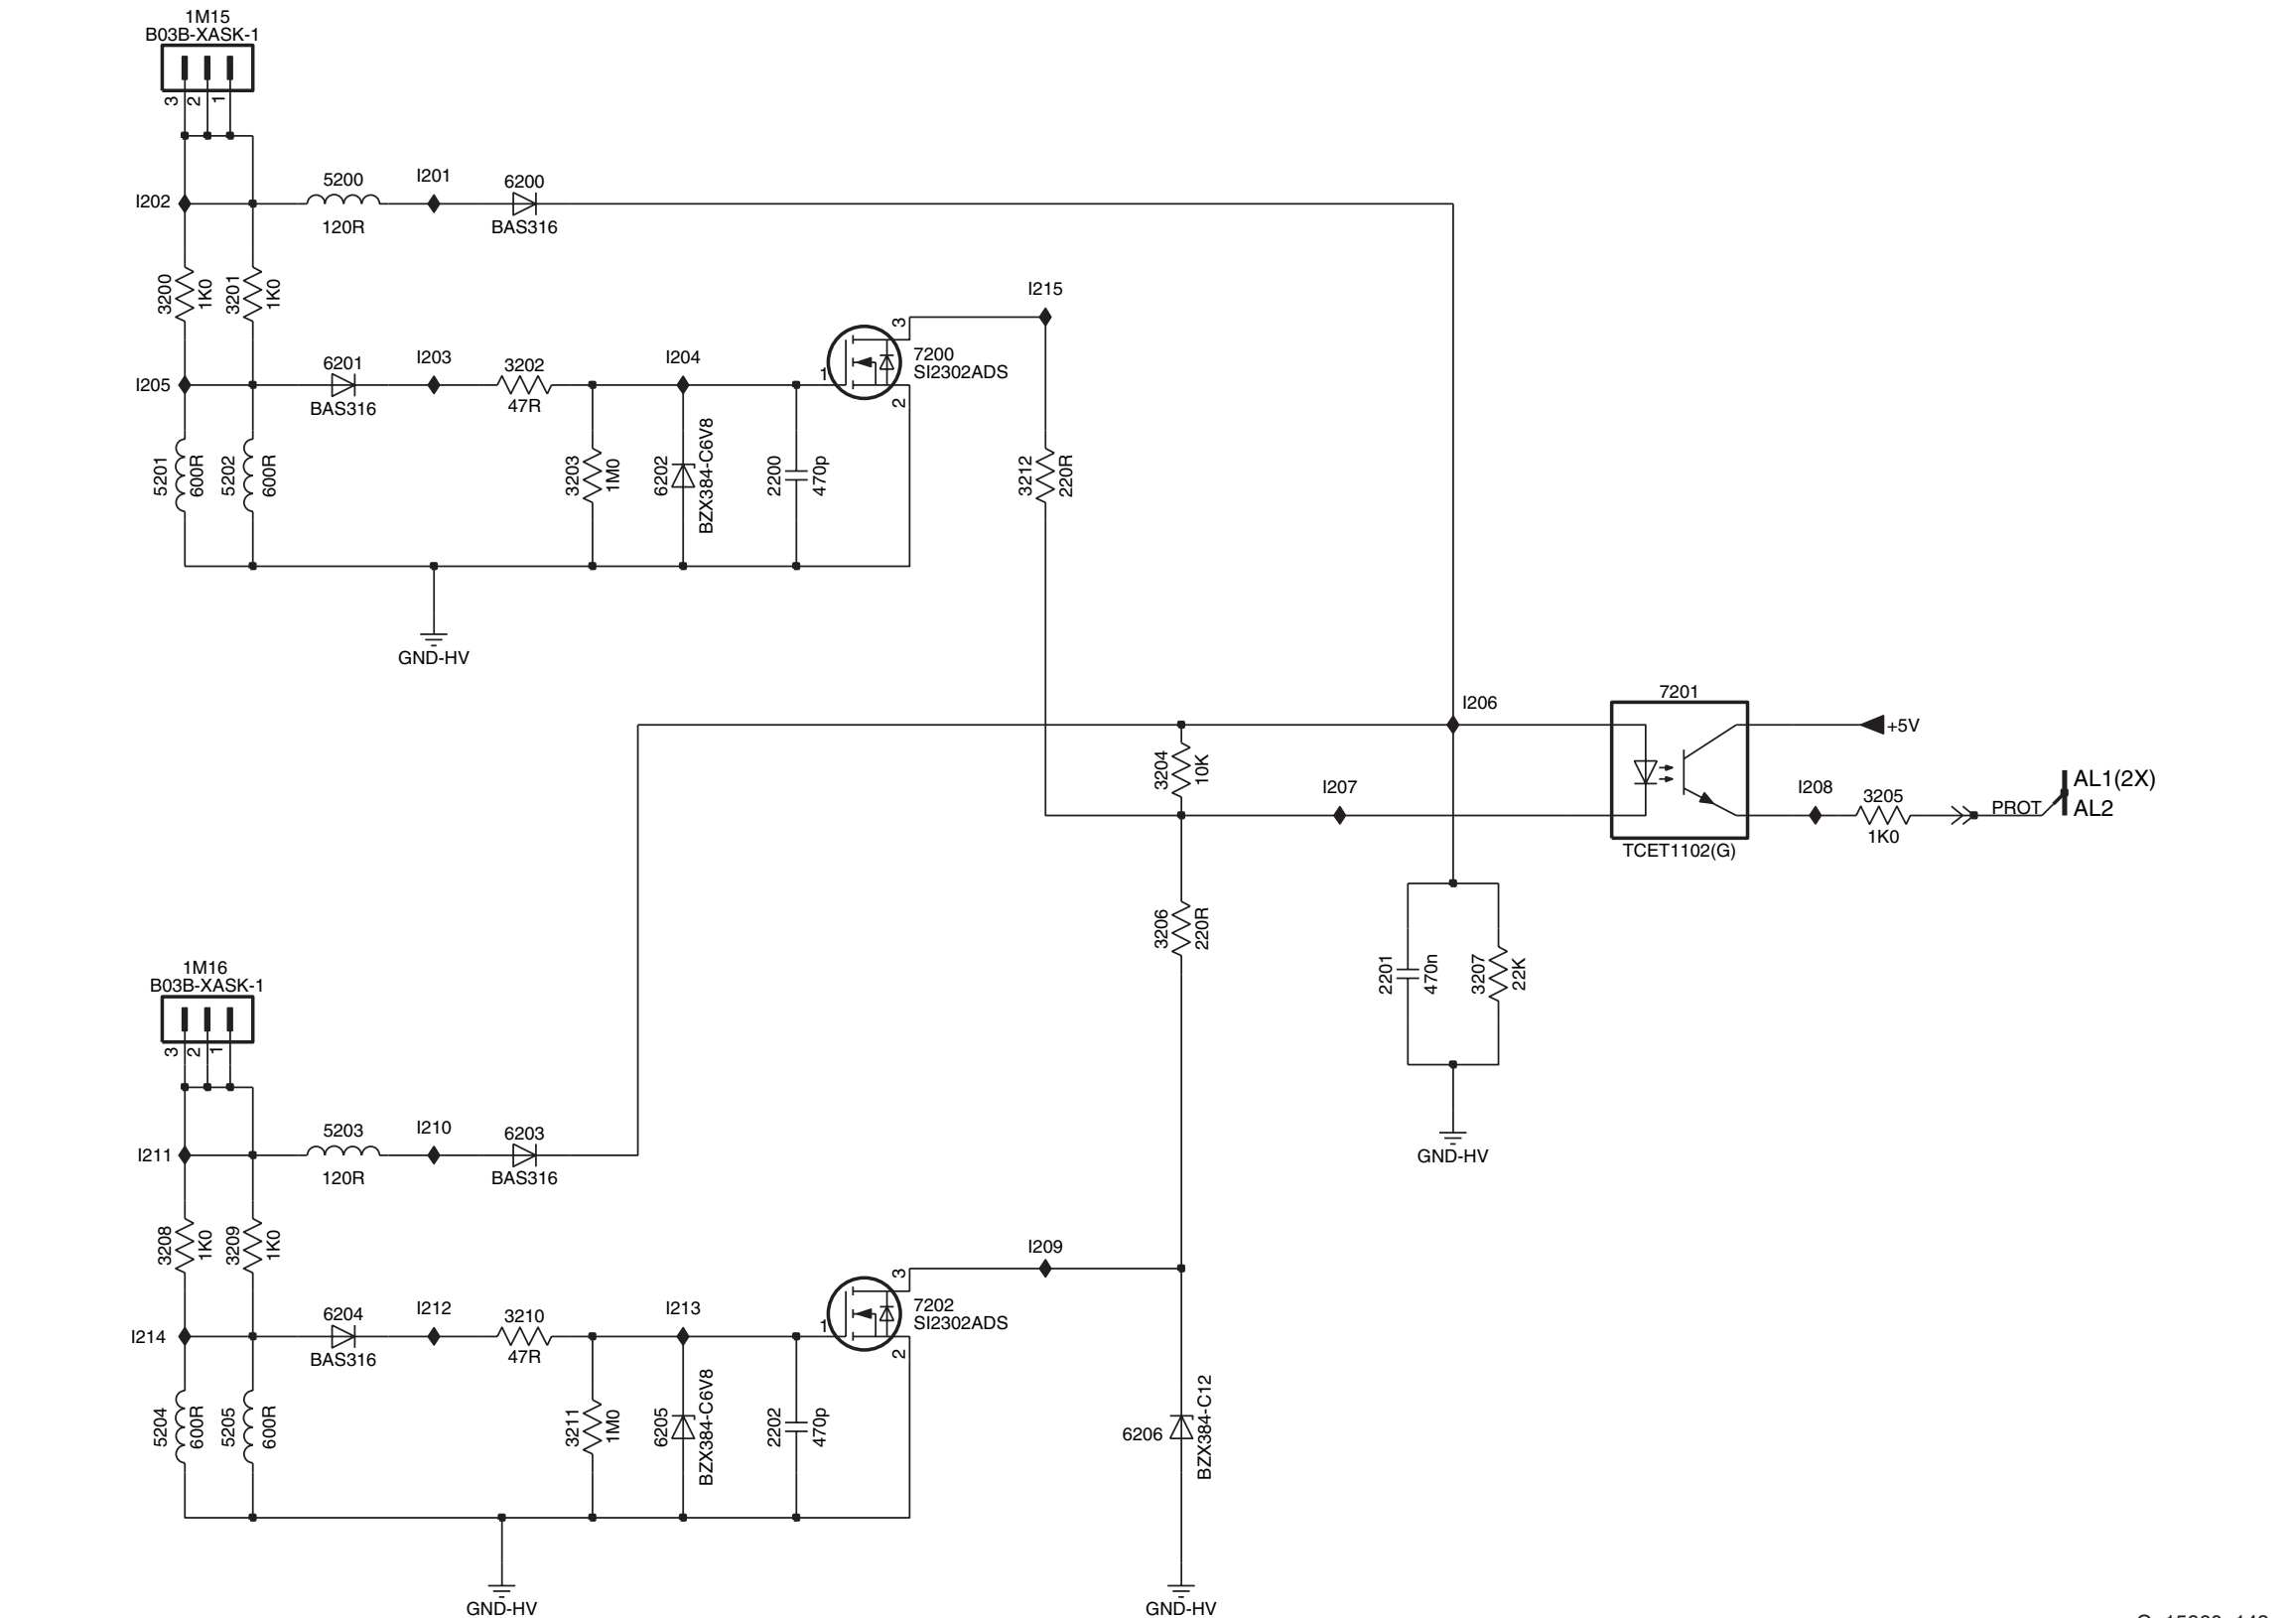 1M15
B03B-XASK-1
3
2
1
I202
5200
120R
I201
6200
BAS316
3200
1K0
3201
1K0
I205
6201
BAS316
I203
3202
47R
I204
1
3
2
7200
SI2302ADS
I215
5201
600R
5202
600R
3203
1M0
6202
BZX384-C6V8
2200
470p
3212
220R
GND-HV
I206
7201
+5V
3204
10K
I207
I208
3205
1K0
PROT
AL1(2X)
AL2
TCET1102(G)
3206
220R
2201
470n
3207
22K
GND-HV
1M16
B03B-XASK-1
3
2
1
I211
5203
120R
I210
6203
BAS316
3208
1K0
3209
1K0
I214
6204
BAS316
I212
3210
47R
I213
1
3
2
7202
SI2302ADS
I209
5204
600R
5205
600R
3211
1M0
6205
BZX384-C6V8
2202
470p
6206
BZX384-C12
GND-HV
GND-HV